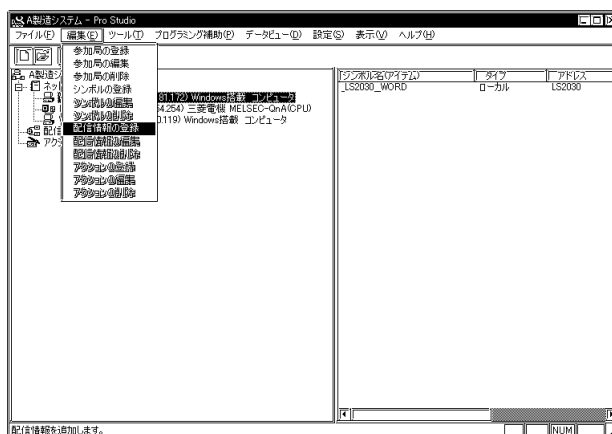 A製造システム - Pro Studio
ファイル(F) 編集(E) ツール(T) プログラミング補助(P) データビュー(D) 設定(S) 表示(V) ヘルプ(H)
参加局の登録
参加局の編集
参加局の削除
シンボルの登録
シンボルの編集
シンボルの削除
配信情報の登録
配信情報の編集
配信情報の削除
アクションの登録
アクションの編集
アクションの削除
A製造シ
ネッ
81.172) Windows搭載 コンピュータ
54.254) 三菱電機 MELSEC-QnA(CPU)
0.119) Windows搭載 コンピュータ
配信
アクシ
シンボル名(アイテム) タイプ アドレス
_LS2030_WORD ローカル LS2030
配信情報を追加します。
NUM